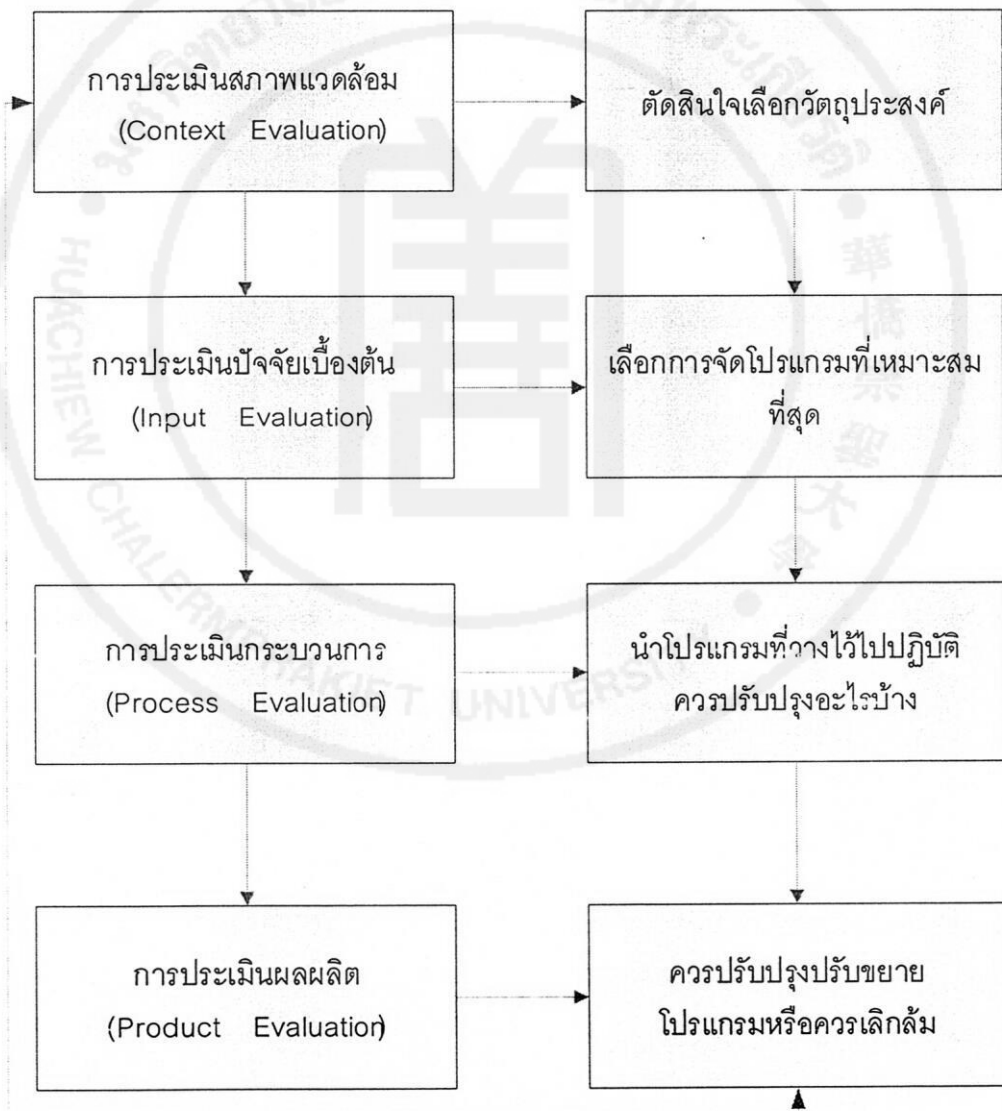 การประเมินสภาพแวดล้อม
(Context Evaluation)
ตัดสินใจเลือกวัตถุประสงค์
การประเมินปัจจัยเบื้องต้น
(Input Evaluation)
เลือกการจัดโปรแกรมที่เหมาะสม
ที่สุด
การประเมินกระบวนการ
(Process Evaluation)
นำโปรแกรมที่วางไว้ไปปฏิบัติ
ควรปรับปรุงอะไรบ้าง
การประเมินผลผลิต
(Product Evaluation)
ควรปรับปรุงปรับขยาย
โปรแกรมหรือควรเลิกล้ม
HUACHIEW CHALERMPRAKIET UNIVERSITY